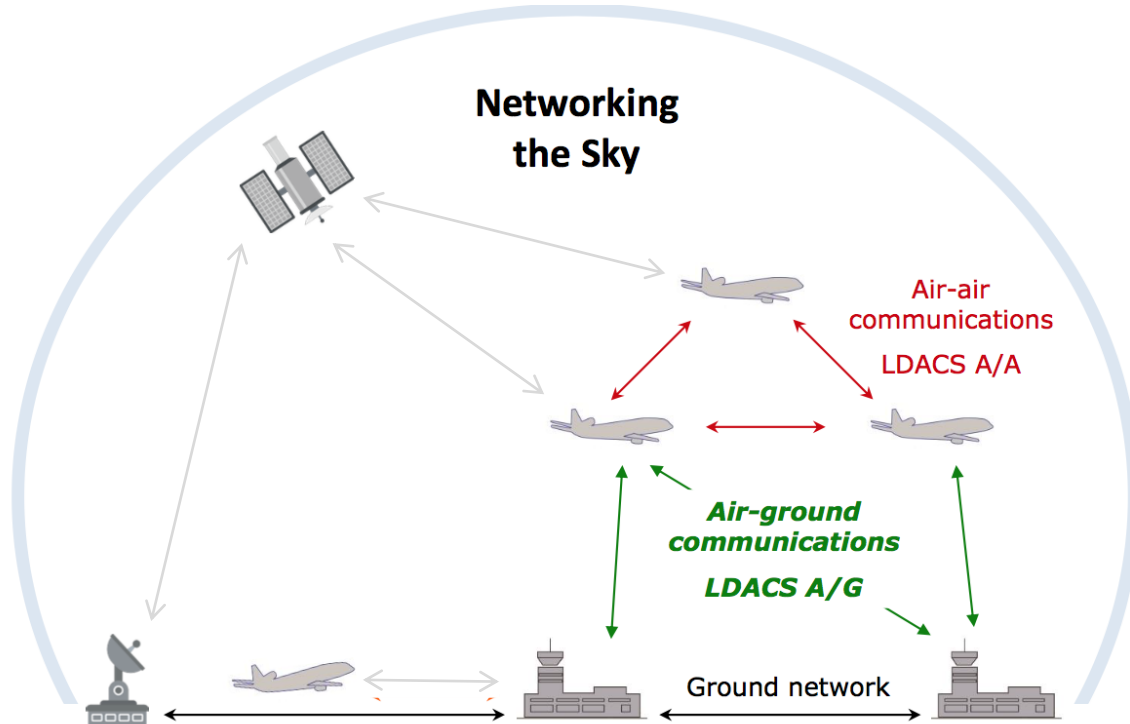 Networking
the Sky
Air-air
communications
LDACS A/A
Air-ground
communications
LDACS A/G
Ground network